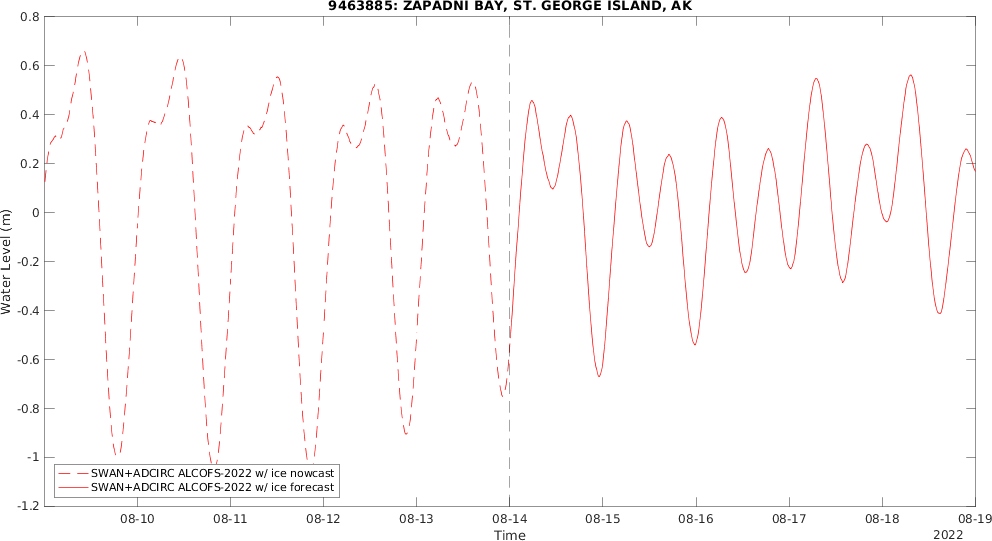 9463885: ZAPADNI BAY, ST. GEORGE ISLAND, AK
0.8
0.6
0.4
0.2
0
-0.2
-0.4
-0.6
-0.8
-1
-1.2
Water Level (m)
SWAN+ADCIRC ALCOFS-2022 w/ ice nowcast
SWAN+ADCIRC ALCOFS-2022 w/ ice forecast
08-10 08-11 08-12 08-13 08-14 08-15 08-16 08-17 08-18 08-19
Time
2022